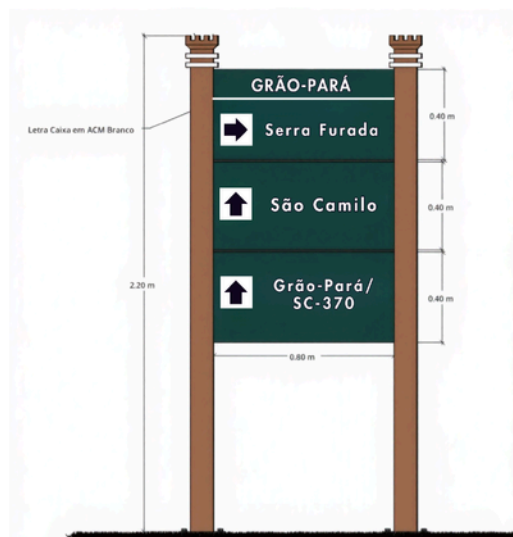 GRÃO-PARÁ
Serra Furada
São Camilo
Grão-Pará/
SC-370
Letra Caixa em ACM Branco
2.20 m
0.40 m
0.40 m
0.40 m
0.80 m